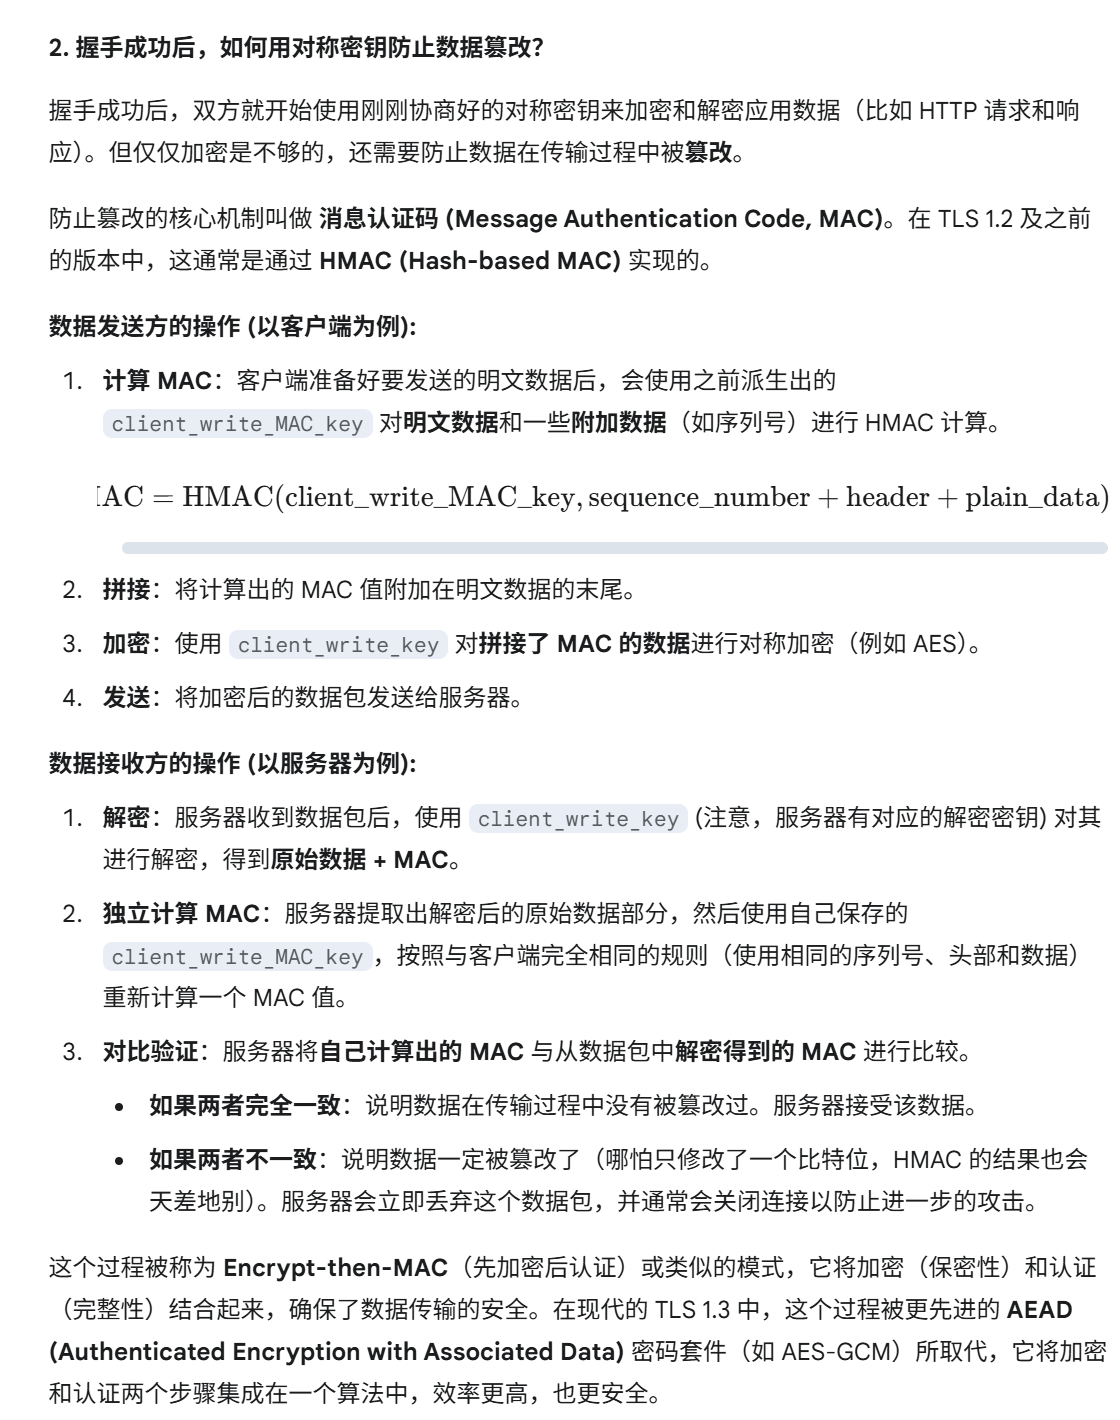 2. 握手成功后，如何用对称密钥防止数据篡改？
握手成功后，双方就开始使用刚刚协商好的对称密钥来加密和解密应用数据（比如 HTTP 请求和响
应）。但仅仅加密是不够的，还需要防止数据在传输过程中被篡改。
防止篡改的核心机制叫做 消息认证码 (Message Authentication Code, MAC)。在 TLS 1.2 及之前
的版本中，这通常是通过 HMAC (Hash-based MAC) 实现的。
数据发送方的操作 (以客户端为例):
1. 计算 MAC：客户端准备好要发送的明文数据后，会使用之前派生出的
client_write_MAC_key 对明文数据和一些附加数据（如序列号）进行 HMAC 计算。
AC = HMAC(client_write_MAC_key, sequence_number + header + plain_data)
2. 拼接：将计算出的 MAC 值附加在明文数据的末尾。
3. 加密：使用 client_write_key 对拼接了 MAC 的数据进行对称加密（例如 AES）。
4. 发送：将加密后的数据包发送给服务器。
数据接收方的操作 (以服务器为例):
1. 解密：服务器收到数据包后，使用 client_write_key (注意，服务器有对应的解密密钥) 对其
进行解密，得到原始数据 + MAC。
2. 独立计算 MAC：服务器提取出解密后的原始数据部分，然后使用自己保存的
client_write_MAC_key，按照与客户端完全相同的规则（使用相同的序列号、头部和数据）
重新计算一个 MAC 值。
3. 对比验证：服务器将自己计算出的 MAC 与从数据包中解密得到的 MAC 进行比较。
• 如果两者完全一致：说明数据在传输过程中没有被篡改过。服务器接受该数据。
• 如果两者不一致：说明数据一定被篡改了（哪怕只修改了一个比特位，HMAC 的结果也会
天差地别）。服务器会立即丢弃这个数据包，并通常会关闭连接以防止进一步的攻击。
这个过程被称为 Encrypt-then-MAC（先加密后认证）或类似的模式，它将加密（保密性）和认证
（完整性）结合起来，确保了数据传输的安全。在现代的 TLS 1.3 中，这个过程被更先进的 AEAD
(Authenticated Encryption with Associated Data) 密码套件（如 AES-GCM）所取代，它将加密
和认证两个步骤集成在一个算法中，效率更高，也更安全。